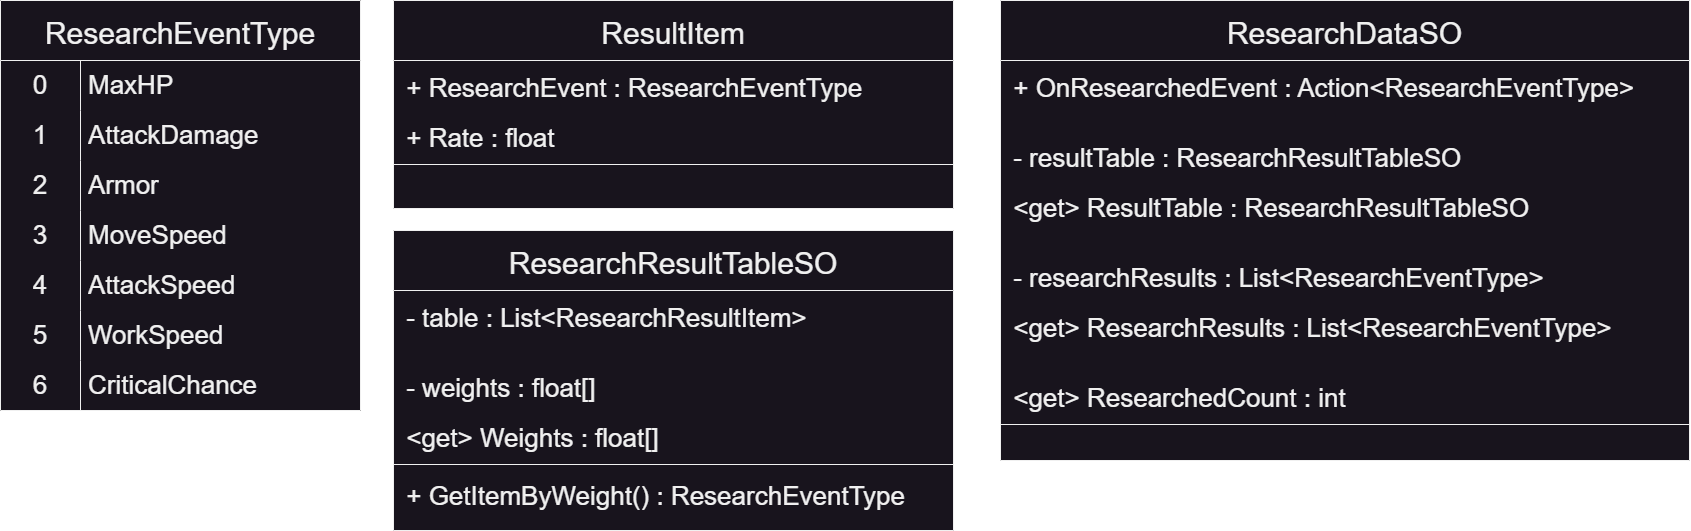 ResearchEventType
0 MaxHP
1 AttackDamage
2 Armor
3 MoveSpeed
4 AttackSpeed
5 WorkSpeed
6 CriticalChance
ResultItem
+ ResearchEvent : ResearchEventType
+ Rate : float
ResearchResultTableSO
- table : List<ResearchResultItem>
- weights : float[]
<get> Weights : float[]
+ GetItemByWeight() : ResearchEventType
ResearchDataSO
+ OnResearchedEvent : Action<ResearchEventType>
- resultTable : ResearchResultTableSO
<get> ResultTable : ResearchResultTableSO
- researchResults : List<ResearchEventType>
<get> ResearchResults : List<ResearchEventType>
<get> ResearchedCount : int